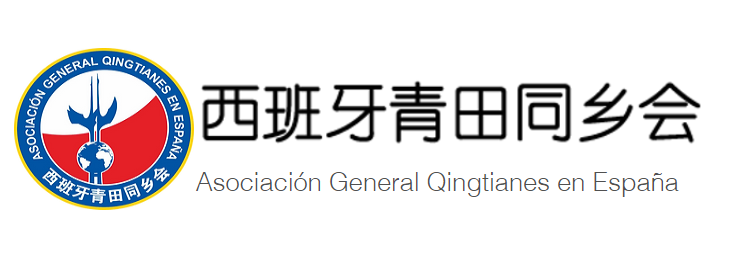 ASOCIACIÓN GENERAL QINGTIANES EN ESPAÑA
西班牙青田同乡会
西班牙青田同乡会
Asociación General Qingtianes en España